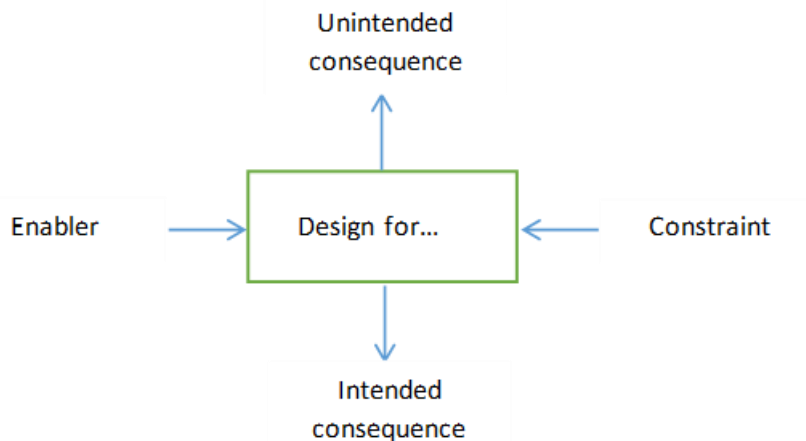 Unintended
consequence
Enabler
Design for…
Constraint
Intended
consequence